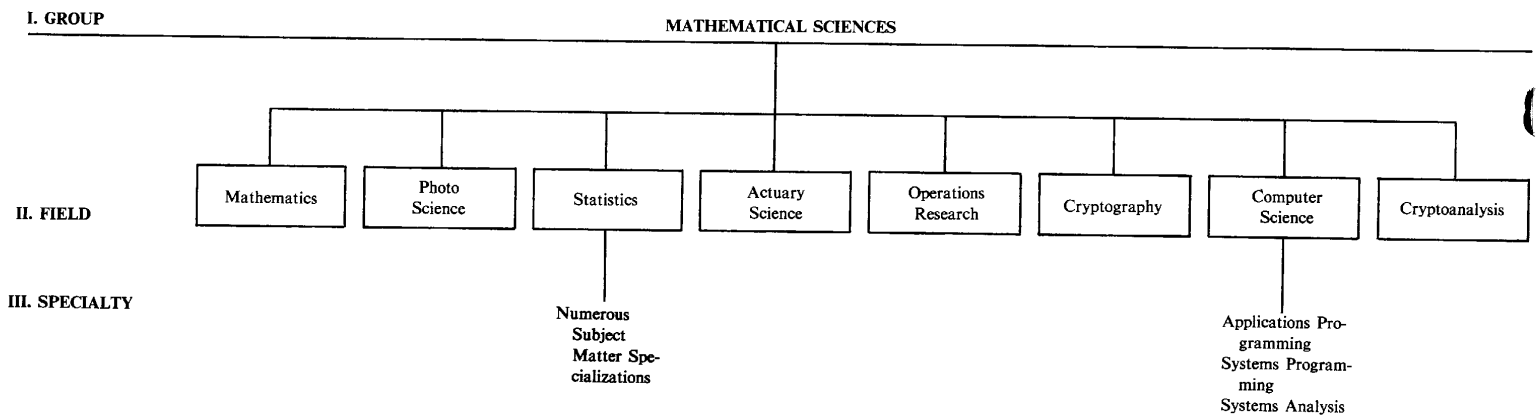 I. GROUP
MATHEMATICAL SCIENCES
II. FIELD
Mathematics
Photo
Science
Statistics
Actuary
Science
Operations
Research
Cryptography
Computer
Science
Cryptoanalysis
III. SPECIALTY
Numerous
Subject
Matter Spe-
cializations
Applications Pro-
gramming
Systems Program-
ming
Systems Analysis